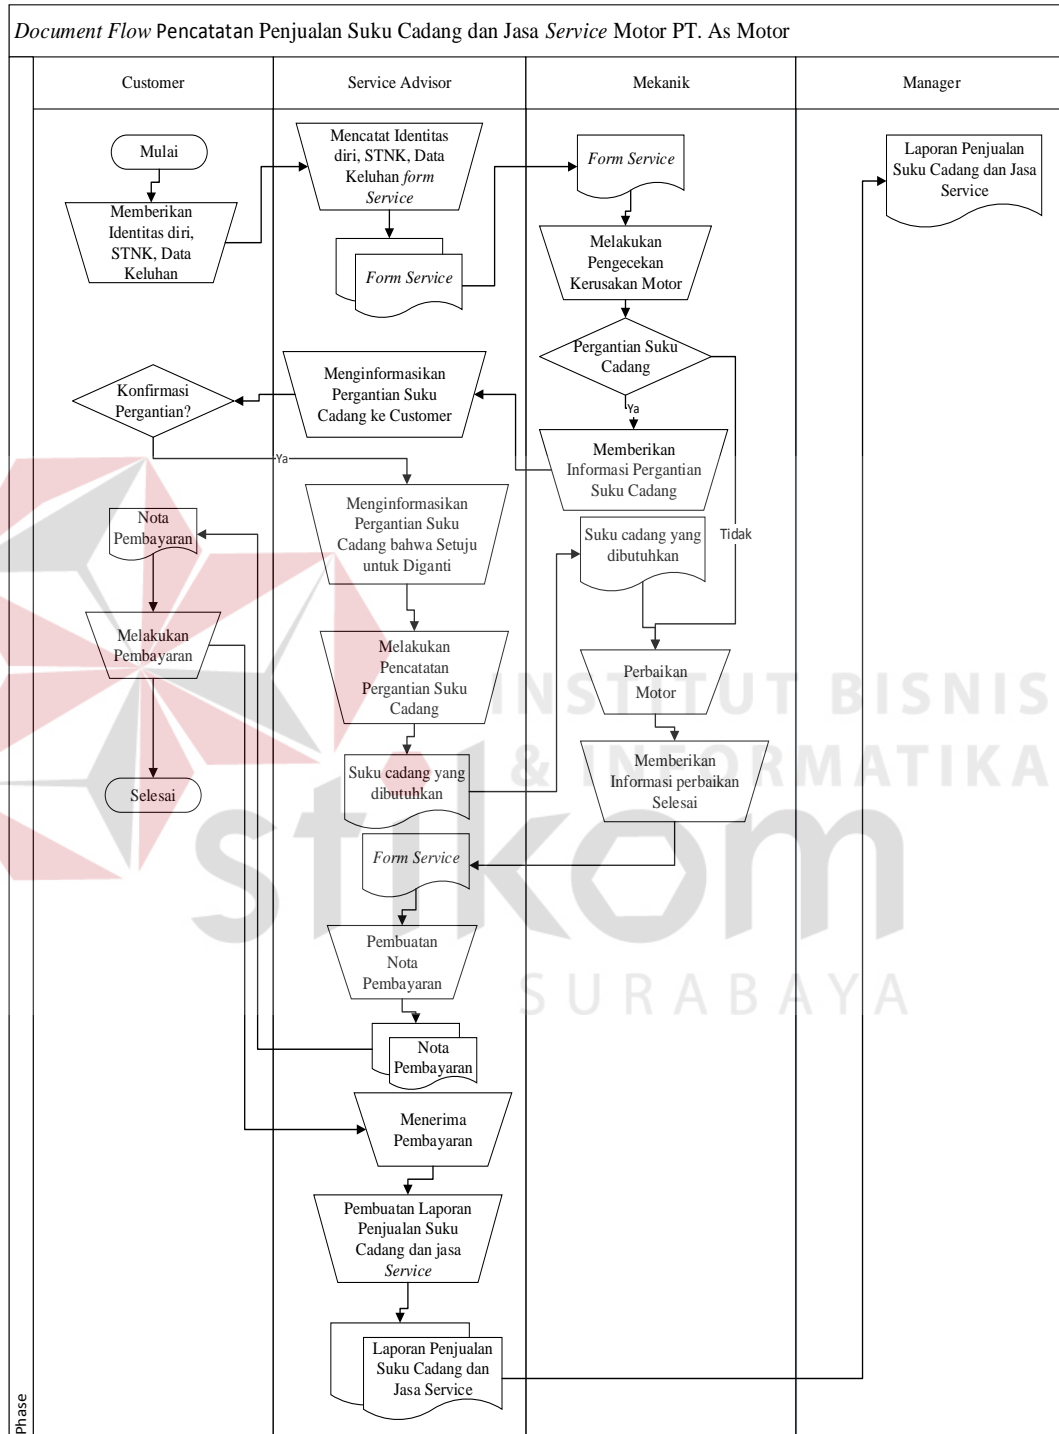 Document Flow Pencatatan Penjualan Suku Cadang dan Jasa Service Motor PT. As Motor
Customer
Service Advisor
Mekanik
Manager
Mulai
Memberikan
Identitas diri,
STNK, Data
Keluhan
Mencatat Identitas
diri, STNK, Data
Keluhan form
Service
Form Service
Form Service
Melakukan
Pengecekan
Kerusakan Motor
Laporan Penjualan
Suku Cadang dan Jasa
Service
Pergantian Suku
Cadang
Ya
Tidak
Memberikan
Informasi Pergantian
Suku Cadang
Menginformasikan
Pergantian Suku
Cadang ke Customer
Konfirmasi
Pergantian?
Ya
Menginformasikan
Pergantian Suku
Cadang bahwa Setuju
untuk Diganti
Melakukan
Pencatatan
Pergantian Suku
Cadang
Suku cadang yang
dibutuhkan
Suku cadang yang
dibutuhkan
Perbaikan
Motor
Memberikan
Informasi perbaikan
Selesai
Form Service
Pembuatan
Nota
Pembayaran
Nota
Pembayaran
Nota
Pembayaran
Melakukan
Pembayaran
Selesai
Menerima
Pembayaran
Pembuatan Laporan
Penjualan Suku
Cadang dan jasa
Service
Laporan Penjualan
Suku Cadang dan
Jasa Service
Phase
INSTITUT BISNIS
& INFORMATIKA
stikom
SURABAYA